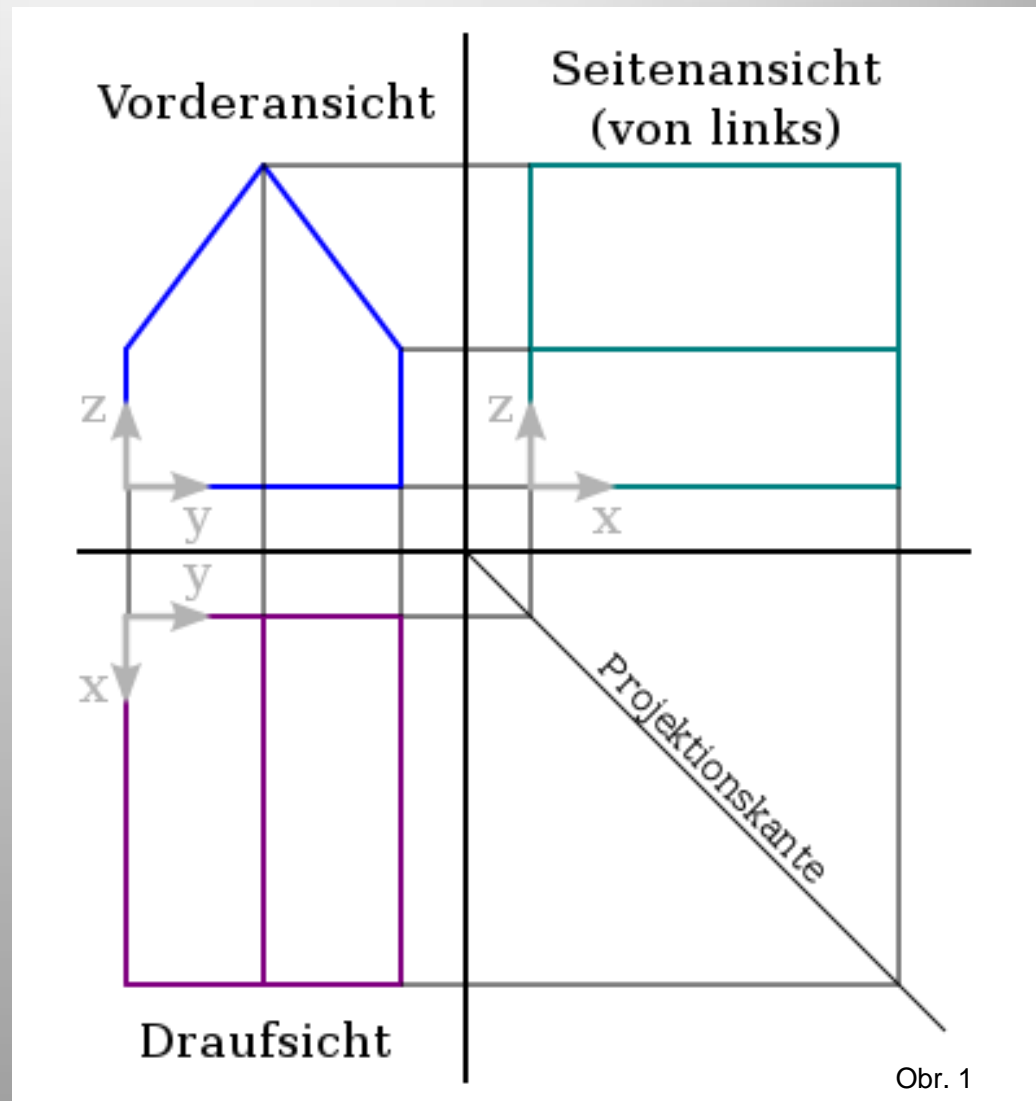 Vorderansicht
Seitenansicht
(von links)
z
y
z
x
y
x
Projektionskante
Draufsicht
Obr. 1